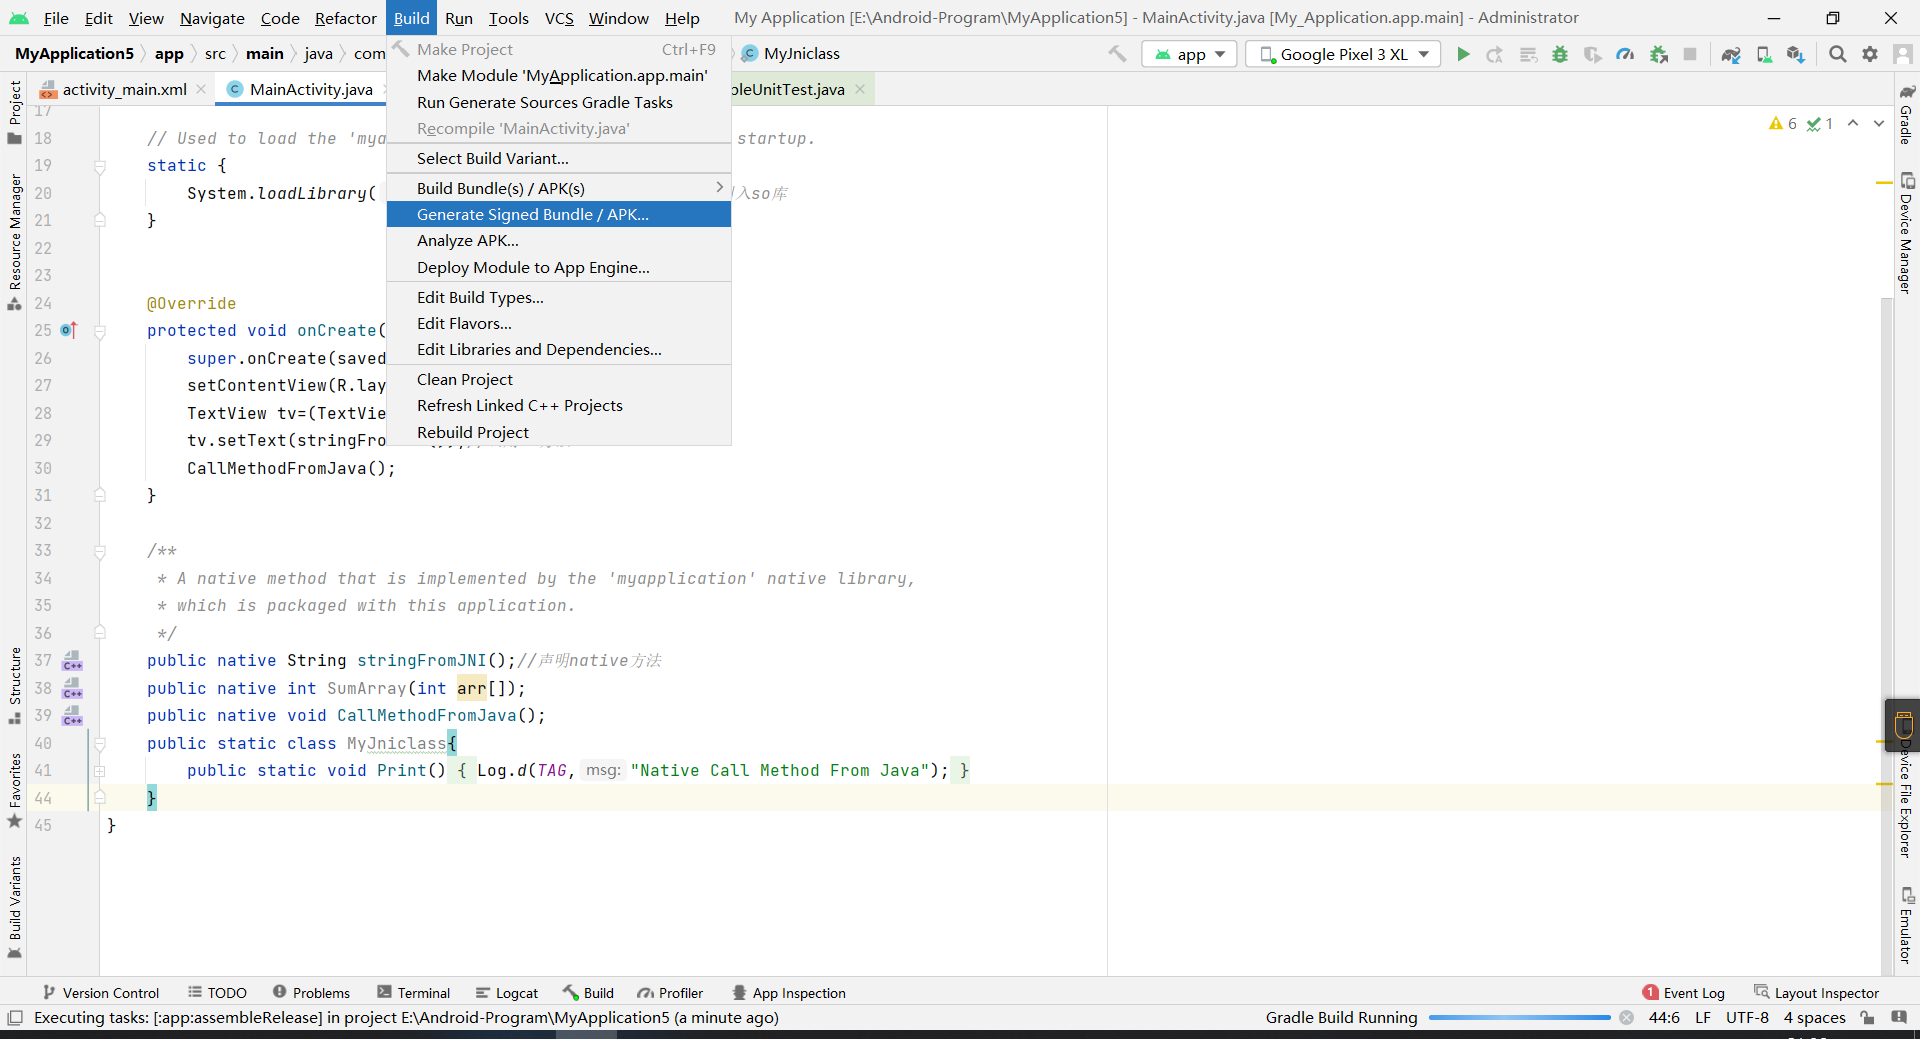 File Edit View Navigate Code Refactor Build Run Tools VCS Window Help My Application [E:\Android-Program\MyApplication5] - MainActivity.java [My_Application.app.main] - Administrator
MyApplication5 app src main java com MyJniclass app Google Pixel 3 XL
activity_main.xml MainActivity.java bleUnitTest.java
Make Project Ctrl+F9
Make Module 'MyApplication.app.main'
Run Generate Sources Gradle Tasks
Recompile 'MainActivity.java'
Select Build Variant...
Build Bundle(s) / APK(s)
Generate Signed Bundle / APK...
Analyze APK...
Deploy Module to App Engine...
Edit Build Types...
Edit Flavors...
Edit Libraries and Dependencies...
Clean Project
Refresh Linked C++ Projects
Rebuild Project
6 1
17
18 // Used to load the 'mya startup.
19 static {
20 System.loadLibrary( 入so库
21 }
22
23
24 @Override
25 protected void onCreate(
26 super.onCreate(saved
27 setContentView(R.lay
28 TextView tv=(TextVie
29 tv.setText(stringFro
30 CallMethodFromJava();
31 }
32
33 /**
34 * A native method that is implemented by the 'myapplication' native library,
35 * which is packaged with this application.
36 */
37 public native String stringFromJNI();//声明native方法
38 public native int SumArray(int arr[]);
39 public native void CallMethodFromJava();
40 public static class MyJniclass{
41 public static void Print() { Log.d(TAG, msg: "Native Call Method From Java"); }
44 }
45 }
Project
Resource Manager
Structure
Favorites
Build Variants
Gradle
Device Manager
Device File Explorer
Emulator
Version Control TODO Problems Terminal Logcat Build Profiler App Inspection 1 Event Log Layout Inspector
Executing tasks: [:app:assembleRelease] in project E:\Android-Program\MyApplication5 (a minute ago) Gradle Build Running 44:6 LF UTF-8 4 spaces